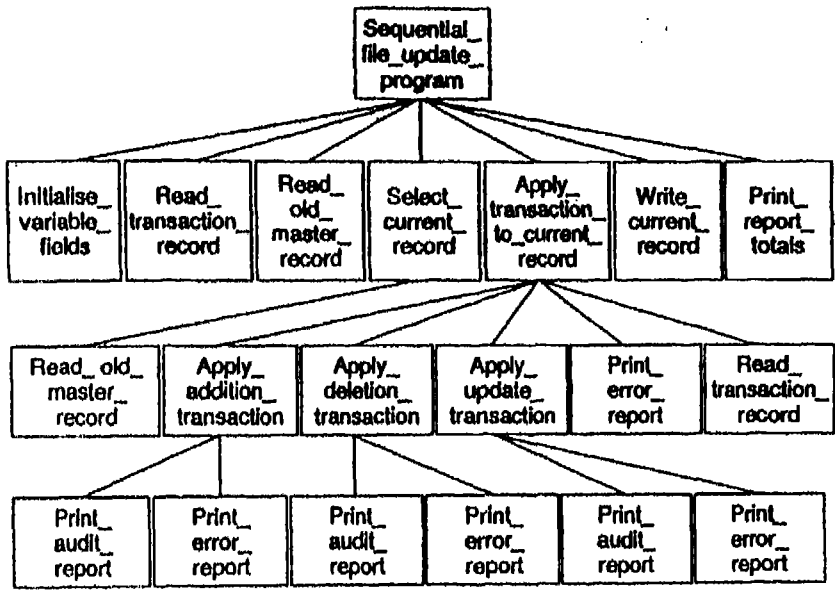 Sequential_
file_update_
program
Initialise_
variable_
fields
Read_
transaction_
record
Read_
old_
master_
record
Select_
current_
record
Apply_
transaction_
to_current_
record
Write_
current_
record
Print_
report_
totals
Read_old_
master_
record
Apply_
addition_
transaction
Apply_
deletion_
transaction
Apply_
update_
transaction
Print_
error_
report
Read_
transaction_
record
Print_
audit_
report
Print_
error_
report
Print_
audit_
report
Print_
error_
report
Print_
audit_
report
Print_
error_
report